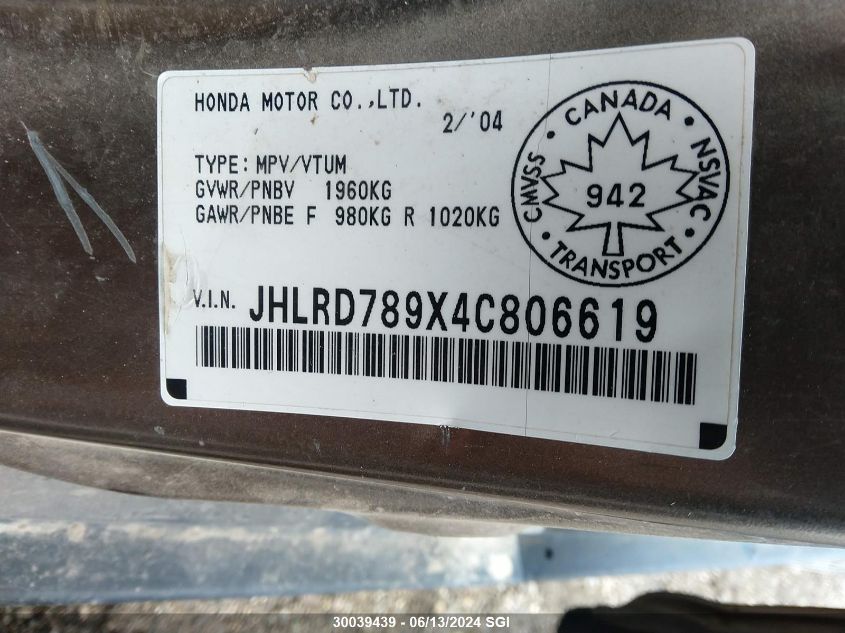 HONDA MOTOR CO.,LTD.
2/'04
TYPE: MPV/VTUM
GVWR/PNBV 1960KG
GAWR/PNBE F 980KG R 1020KG
CMVSS • CANADA • NSVAC • TRANSPORT •
942
V.I.N. JHLRD789X4C806619
30039439 - 06/13/2024 SGI